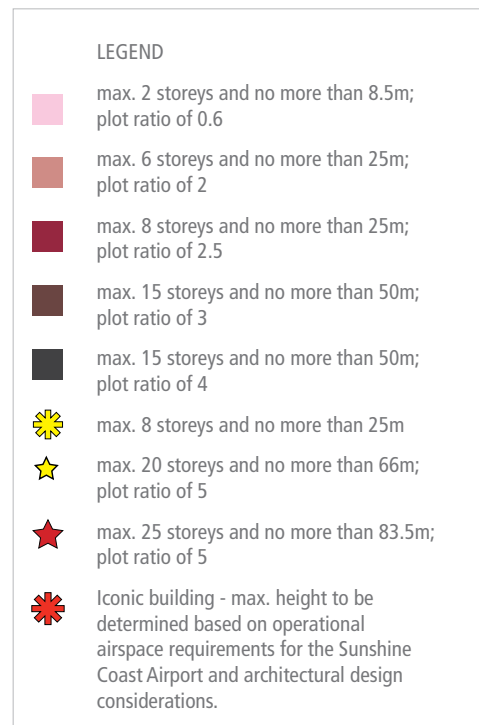 LEGEND
max. 2 storeys and no more than 8.5m;
plot ratio of 0.6
max. 6 storeys and no more than 25m;
plot ratio of 2
max. 8 storeys and no more than 25m;
plot ratio of 2.5
max. 15 storeys and no more than 50m;
plot ratio of 3
max. 15 storeys and no more than 50m;
plot ratio of 4
max. 8 storeys and no more than 25m
max. 20 storeys and no more than 66m;
plot ratio of 5
max. 25 storeys and no more than 83.5m;
plot ratio of 5
Iconic building - max. height to be
determined based on operational
airspace requirements for the Sunshine
Coast Airport and architectural design
considerations.